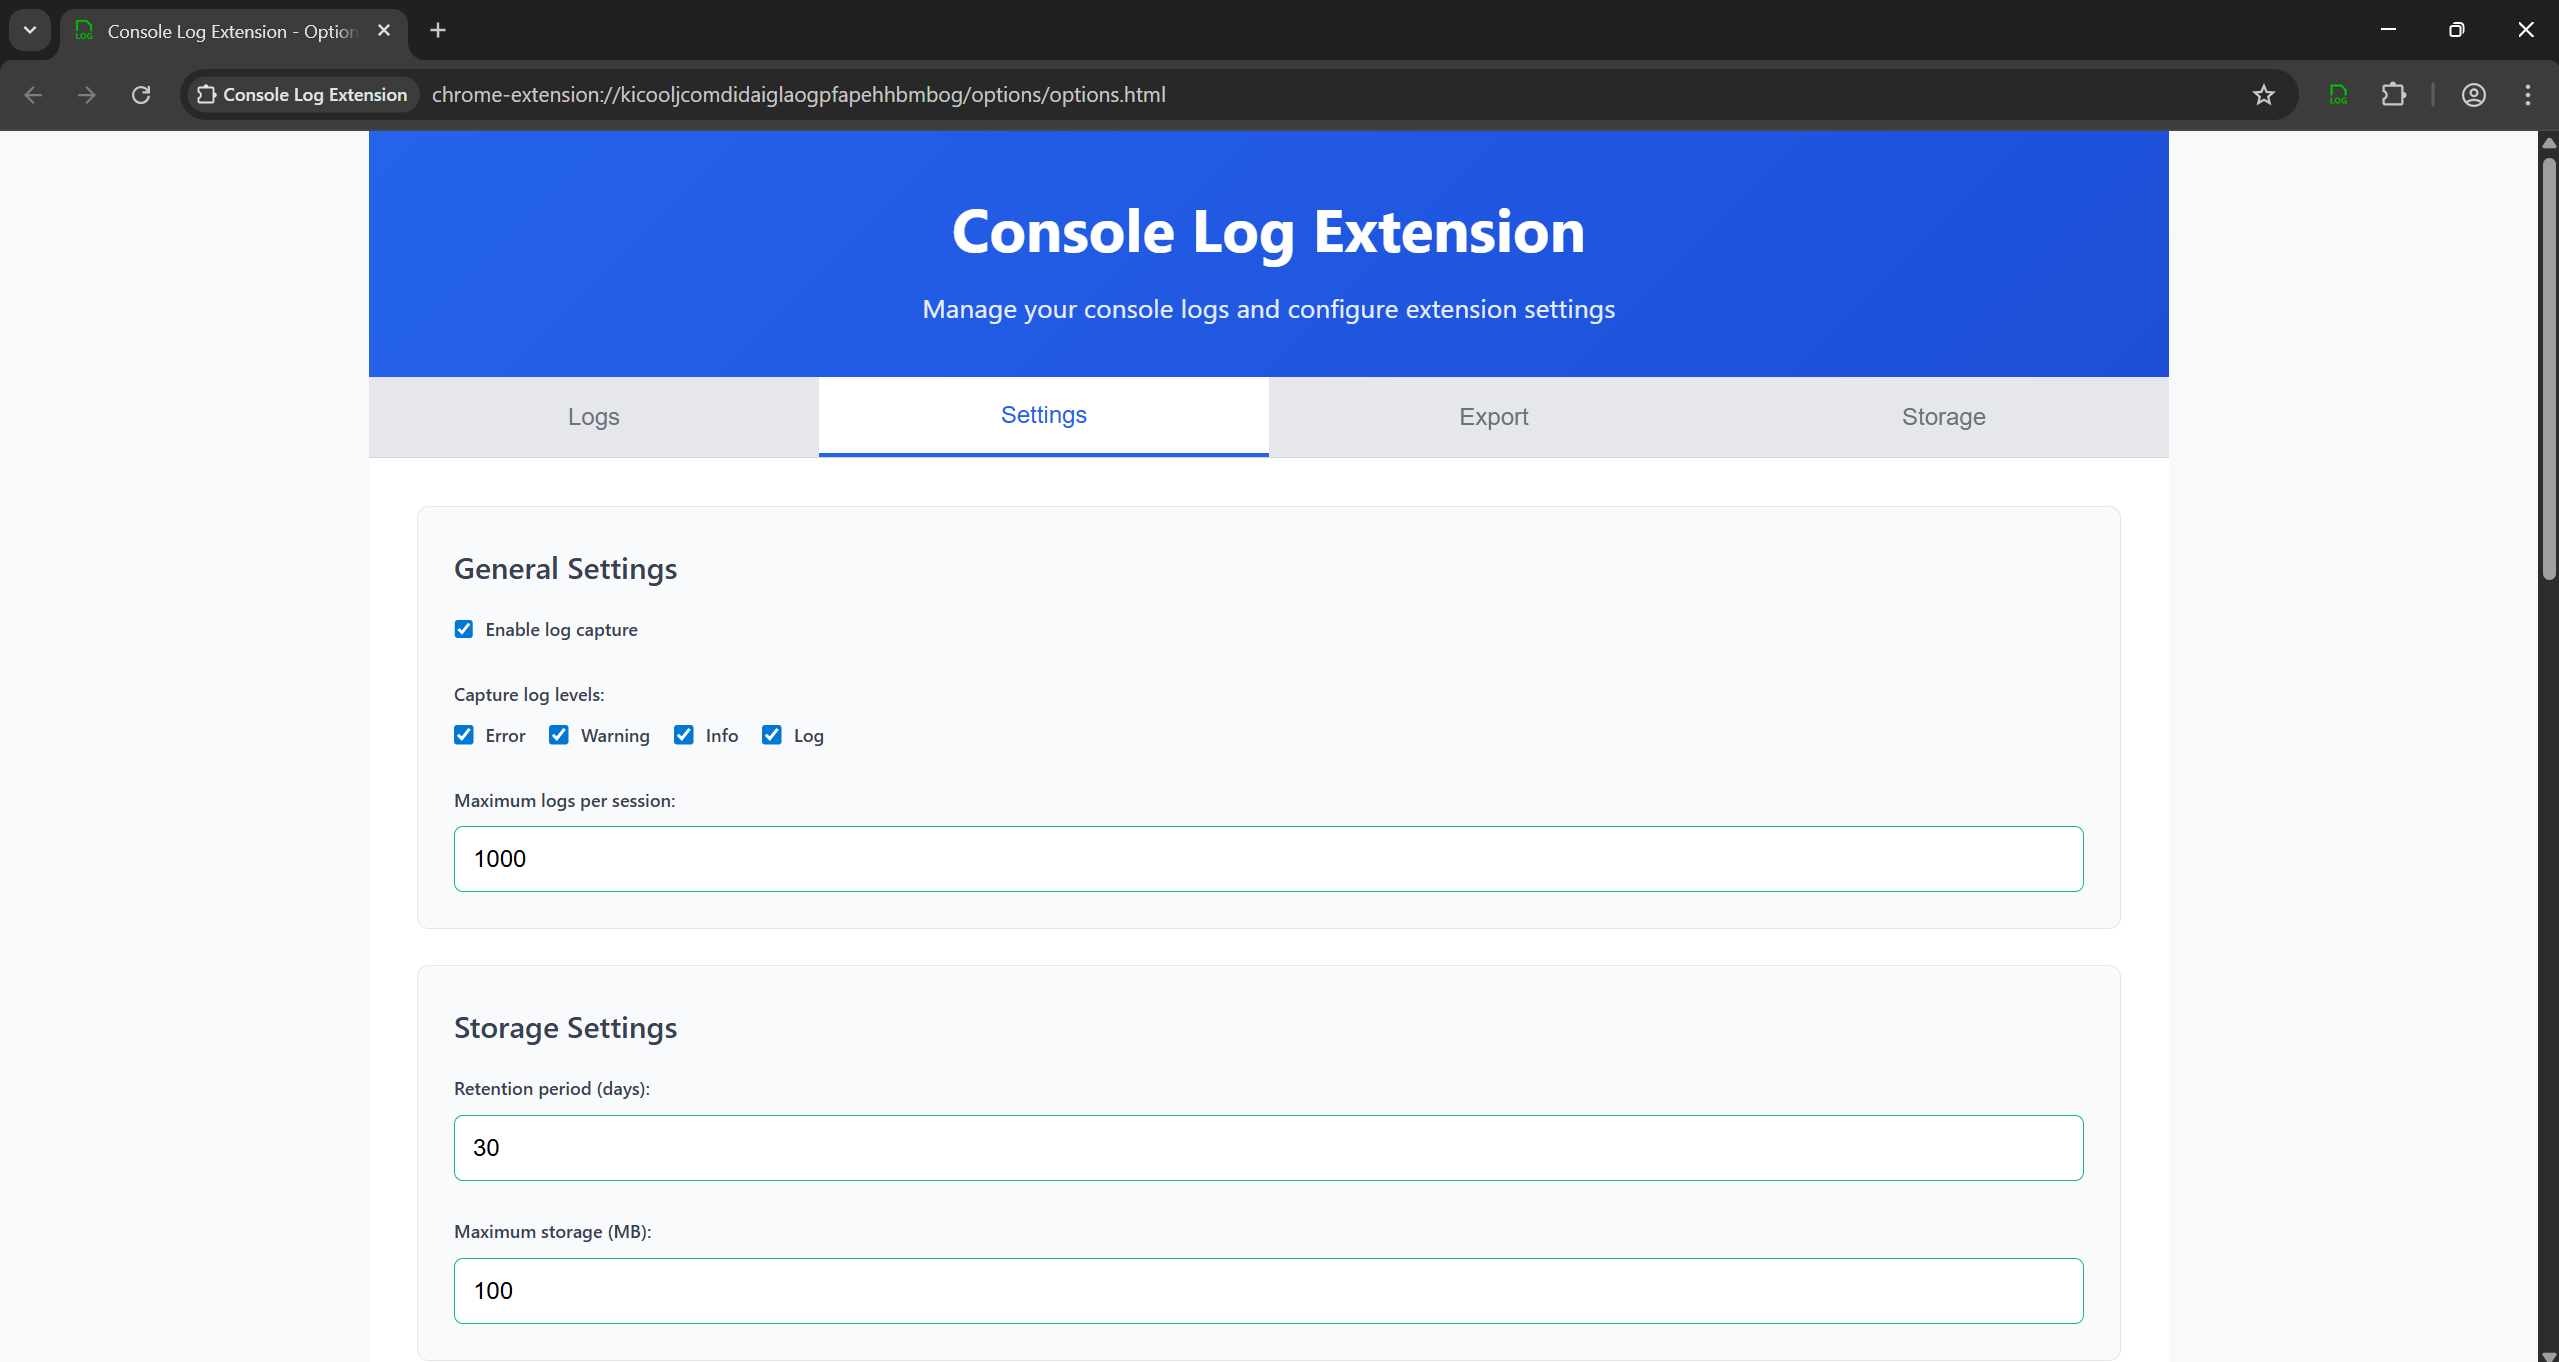 Console Log Extension - Option
Console Log Extension chrome-extension://kicooljcomdidaiglaogpfapehhbmbog/options/options.html
LOG
LOG
Console Log Extension
Manage your console logs and configure extension settings
Logs Settings Export Storage
General Settings
Enable log capture
Capture log levels:
Error Warning Info Log
Maximum logs per session:
1000
Storage Settings
Retention period (days):
30
Maximum storage (MB):
100